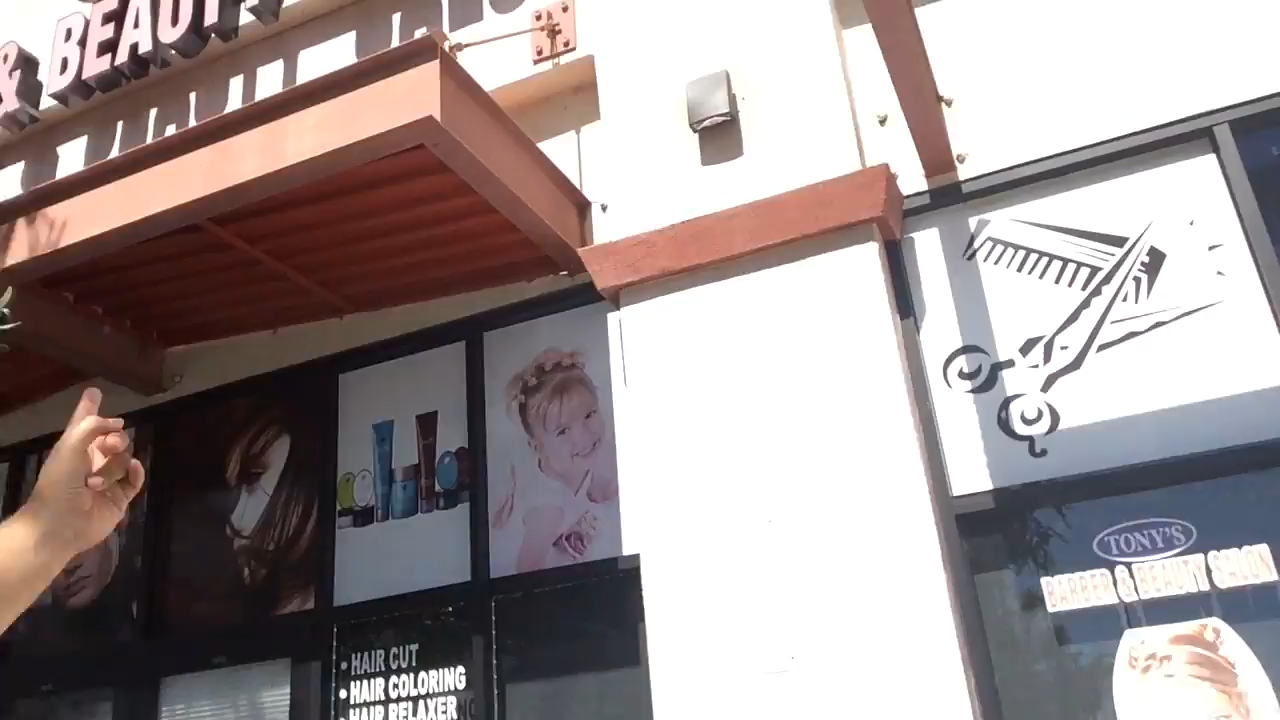 & BEAUTY
TONY'S
BARBER & BEAUTY SALON
• HAIR CUT
• HAIR COLORING
• HAIR RELAXER